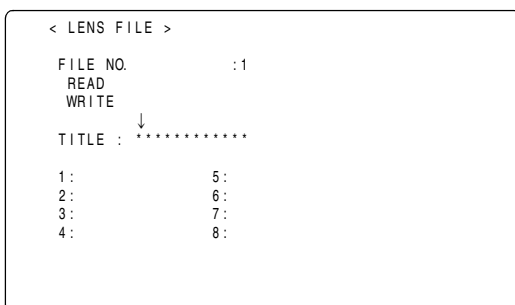 < LENS FILE >
FILE NO. :1
READ
WRITE
↓
TITLE : ************
1: 5:
2: 6:
3: 7:
4: 8: